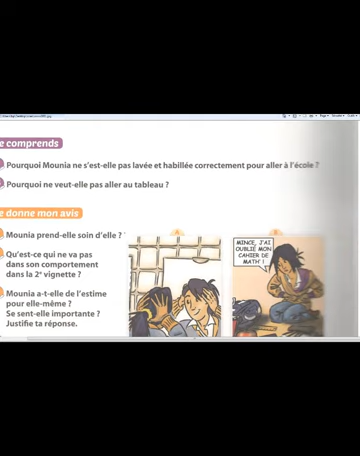 e comprends
Pourquoi Mounia ne s'est-elle pas lavée et habillée correctement pour aller à l'école ?
Pourquoi ne veut-elle pas aller au tableau ?
e donne mon avis
Mounia prend-elle soin d'elle ?
Qu'est-ce qui ne va pas
dans son comportement
dans la 2e vignette ?
Mounia a-t-elle de l'estime
pour elle-même ?
Se sent-elle importante ?
Justifie ta réponse.
MINCE, J'AI
OUBLIÉ MON
CAHIER DE
MATH !